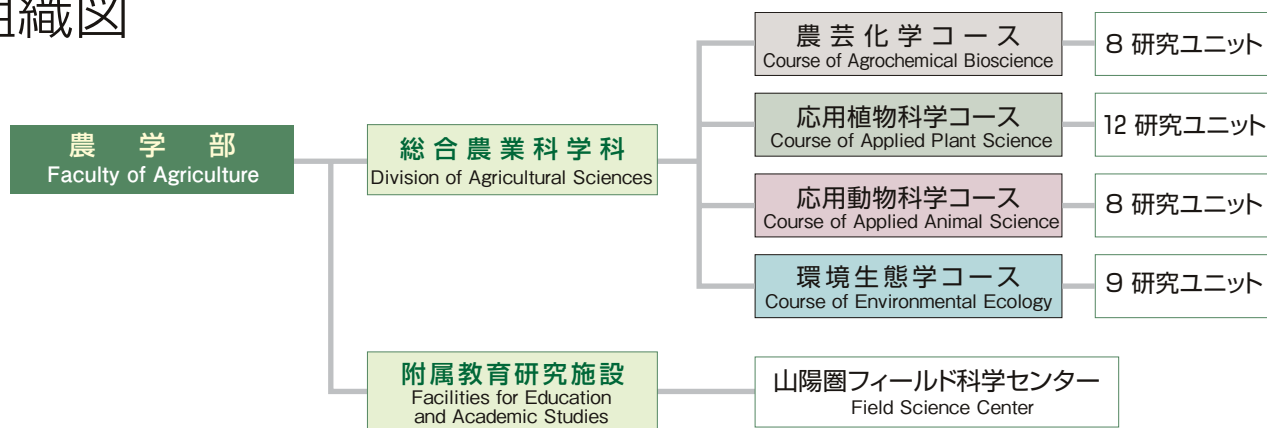 組織図
農学部
Faculty of Agriculture
総合農業科学科
Division of Agricultural Sciences
農芸化学コース
Course of Agrochemical Bioscience
8 研究ユニット
応用植物科学コース
Course of Applied Plant Science
12 研究ユニット
応用動物科学コース
Course of Applied Animal Science
8 研究ユニット
環境生態学コース
Course of Environmental Ecology
9 研究ユニット
附属教育研究施設
Facilities for Education
and Academic Studies
山陽圏フィールド科学センター
Field Science Center